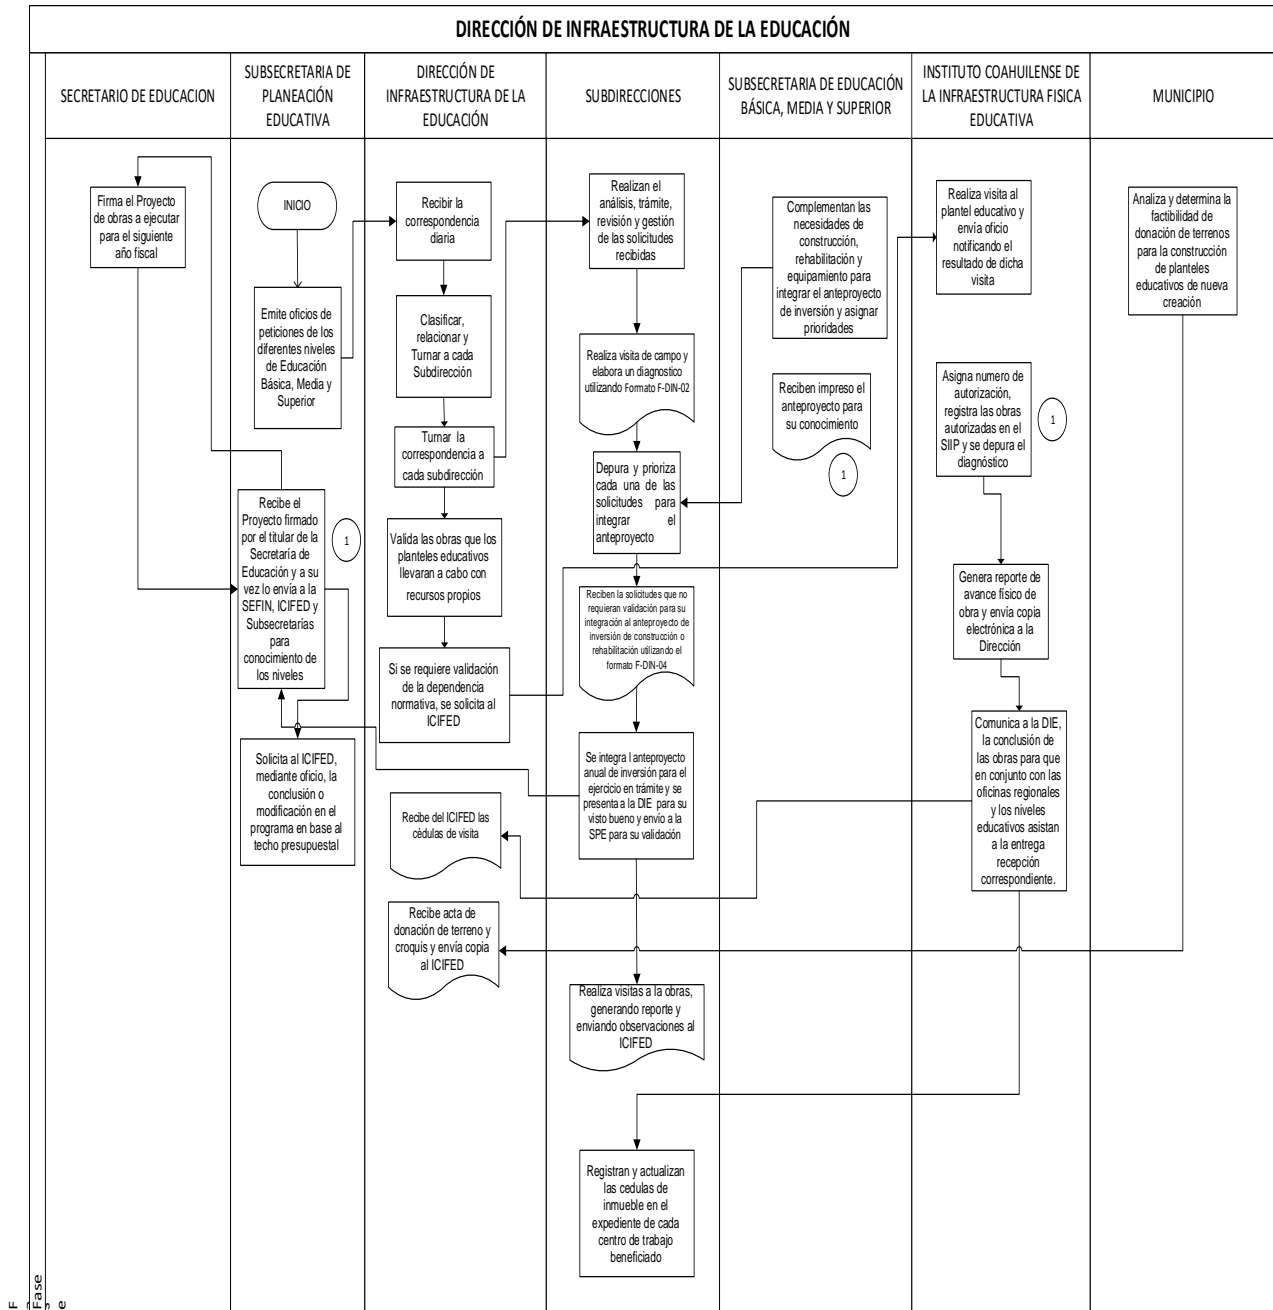 DIRECCIÓN DE INFRAESTRUCTURA DE LA EDUCACIÓN
SECRETARIO DE EDUCACION
SUBSECRETARIA DE
PLANEACIÓN
EDUCATIVA
DIRECCIÓN DE
INFRAESTRUCTURA DE LA
EDUCACIÓN
SUBDIRECCIONES
SUBSECRETARIA DE EDUCACIÓN
BÁSICA, MEDIA Y SUPERIOR
INSTITUTO COAHUILENSE DE
LA INFRAESTRUCTURA FISICA
EDUCATIVA
MUNICIPIO
Firma el Proyecto
de obras a ejecutar
para el siguiente
año fiscal
INICIO
Emite oficios de
peticiones de los
diferentes niveles
de Educación
Básica, Media y
Superior
Recibe el
Proyecto firmado
por el titular de la
Secretaría de
Educación y a su
vez lo envía a la
SEFIN, ICIFED y
Subsecretarías
para
conocimiento de
los niveles
1
Solicita al ICIFED,
mediante oficio, la
conclusión o
modificación en el
programa en base al
techo presupuestal
Recibir la
correspondencia
diaria
Clasificar,
relacionar y
Turnar a cada
Subdirección
Turnar la
correspondencia a
cada subdirección
Valida las obras que los
planteles educativos
llevaran a cabo con
recursos propios
Si se requiere validación
de la dependencia
normativa, se solicita al
ICIFED
Recibe del ICIFED las
cèdulas de visita
Recibe acta de
donación de terreno y
croquis y envía copia
al ICIFED
Realizan el
análisis, trámite,
revisión y gestión
de las solicitudes
recibidas
Realiza visita de campo y
elabora un diagnostico
utilizando Formato F-DIN-02
Depura y prioriza
cada una de las
solicitudes para
integrar el
anteproyecto
Reciben la solicitudes que no
requieran validación para su
integración al anteproyecto de
inversión de construcción o
rehabilitación utilizando el
formato F-DIN-04
Se integra l anteproyecto
anual de inversión para el
ejercicio en trámite y se
presenta a la DIE para su
visto bueno y envío a la
SPE para su validación
Realiza visitas a la obras,
generando reporte y
enviando observaciones al
ICIFED
Registran y actualizan
las cedulas de
inmueble en el
expediente de cada
centro de trabajo
beneficiado
Complementan las
necesidades de
construcción,
rehabilitación y
equipamiento para
integrar el anteproyecto
de inversión y asignar
prioridades
Reciben impreso el
anteproyecto para
su conocimiento
1
Realiza visita al
plantel educativo y
envía oficio
notificando el
resultado de dicha
visita
Asigna numero de
autorización,
registra las obras
autorizadas en el
SIIP y se depura el
diagnóstico
1
Genera reporte de
avance físico de
obra y envía copia
electrónica a la
Dirección
Comunica a la DIE,
la conclusión de
las obras para que
en conjunto con las
oficinas regionales
y los niveles
educativos asistan
a la entrega
recepción
correspondiente.
Analiza y determina la
factibilidad de
donación de terrenos
para la construcción
de planteles
educativos de nueva
creación
Fase